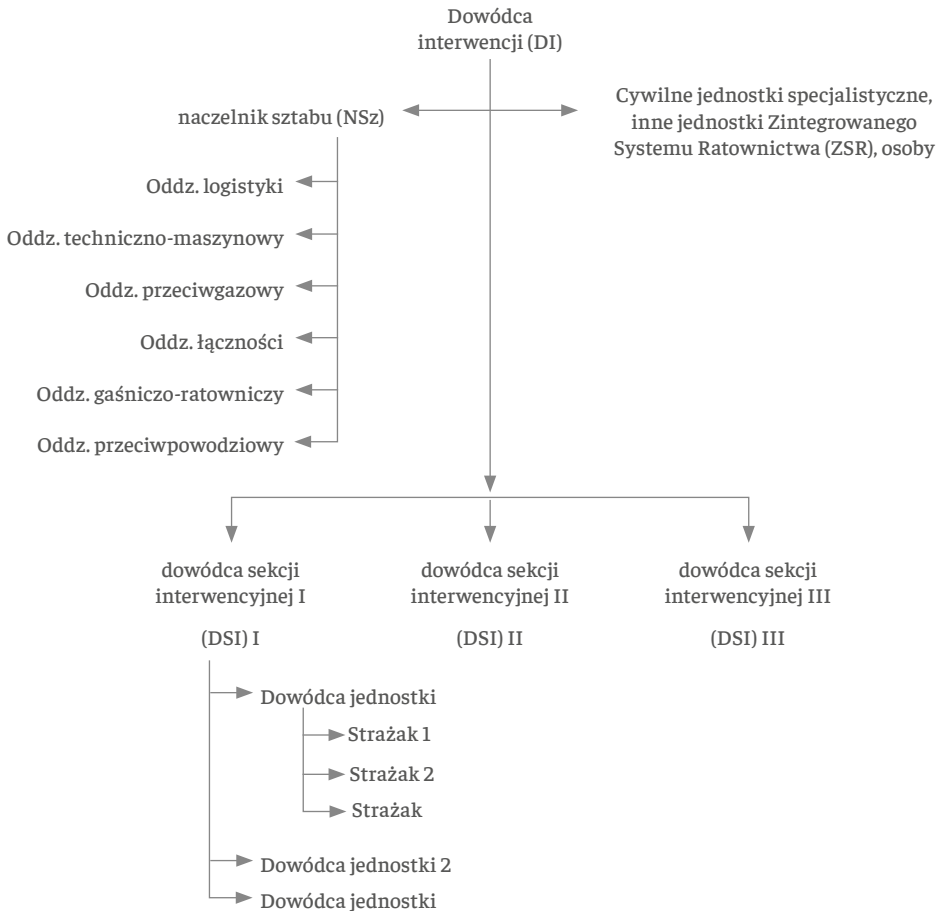 Dowódca
interwencji (DI)
naczelnik sztabu (NSz)
Cywilne jednostki specjalistyczne,
inne jednostki Zintegrowanego
Systemu Ratownictwa (ZSR), osoby
Oddz. logistyki
Oddz. techniczno-maszynowy
Oddz. przeciwgazowy
Oddz. łączności
Oddz. gaśniczo-ratowniczy
Oddz. przeciwpowodziowy
dowódca sekcji
interwencyjnej I
(DSI) I
dowódca sekcji
interwencyjnej II
(DSI) II
dowódca sekcji
interwencyjnej III
(DSI) III
Dowódca jednostki
Strażak 1
Strażak 2
Strażak
Dowódca jednostki 2
Dowódca jednostki